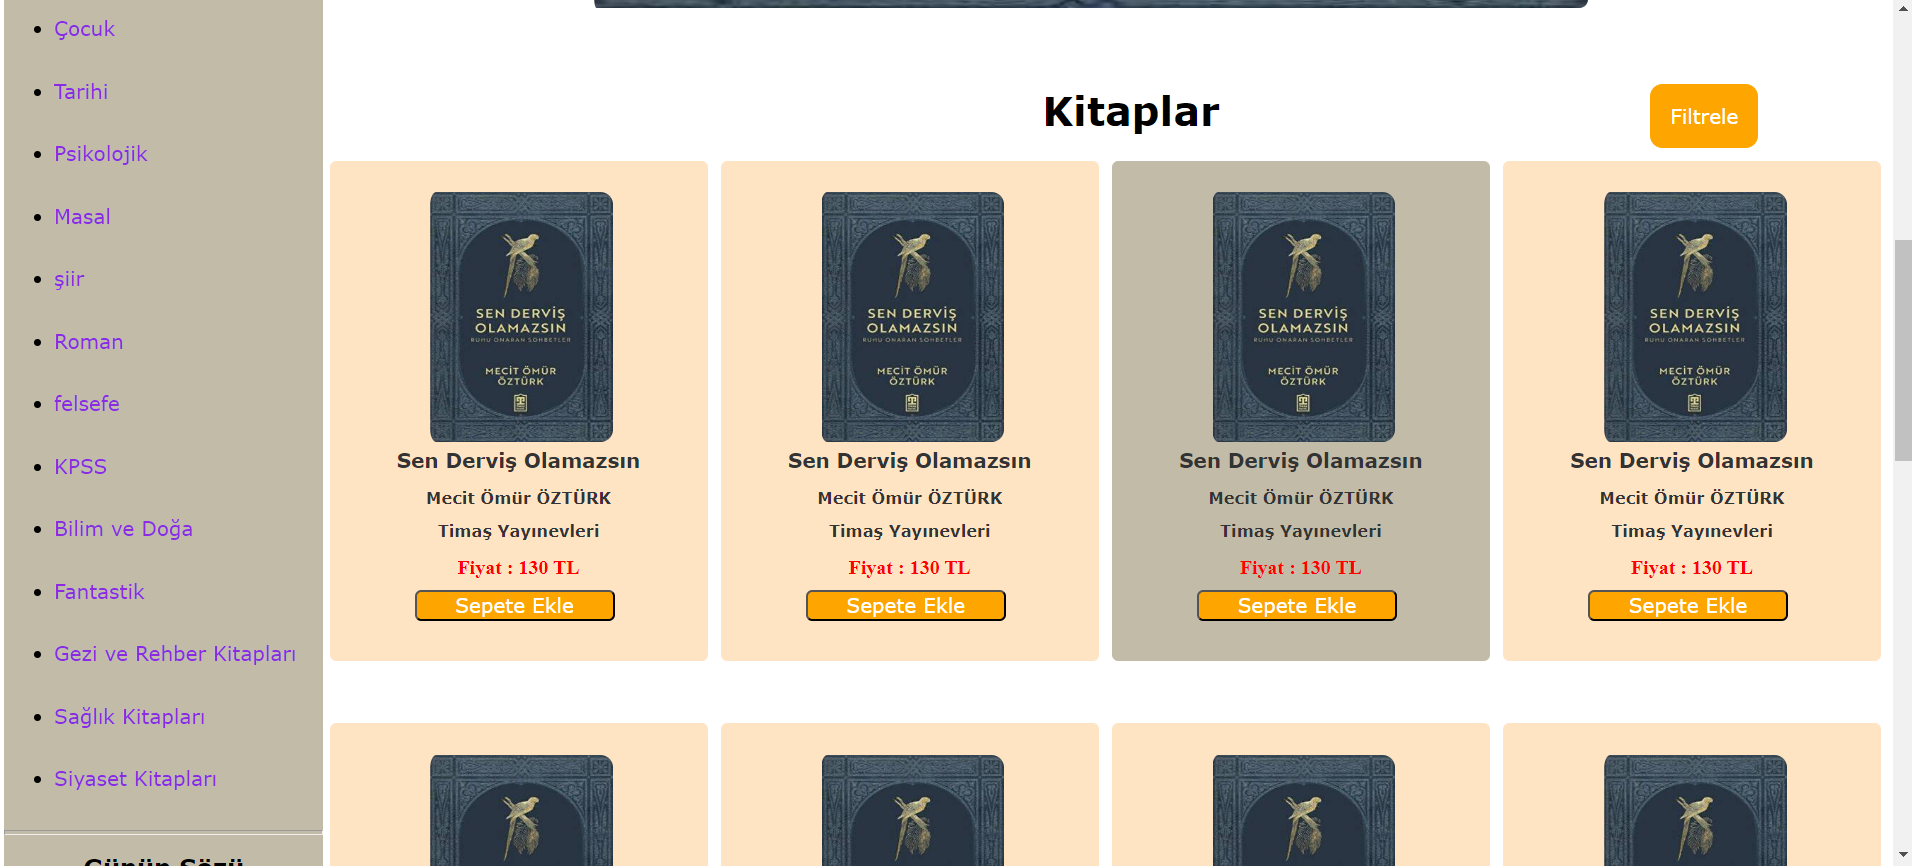 Çocuk
Tarihi
Psikolojik
Masal
şiir
Roman
felsefe
KPSS
Bilim ve Doğa
Fantastik
Gezi ve Rehber Kitapları
Sağlık Kitapları
Siyaset Kitapları
Günün Sözü
Kitaplar
Filtrele
SEN DERVİŞ
OLAMAZSIN
RUHU ONARAN SOHBETLER
MECİT ÖMÜR
ÖZTÜRK
Sen Derviş Olamazsın
Mecit Ömür ÖZTÜRK
Timaş Yayınevleri
Fiyat : 130 TL
Sepete Ekle
SEN DERVİŞ
OLAMAZSIN
RUHU ONARAN SOHBETLER
MECİT ÖMÜR
ÖZTÜRK
Sen Derviş Olamazsın
Mecit Ömür ÖZTÜRK
Timaş Yayınevleri
Fiyat : 130 TL
Sepete Ekle
SEN DERVİŞ
OLAMAZSIN
RUHU ONARAN SOHBETLER
MECİT ÖMÜR
ÖZTÜRK
Sen Derviş Olamazsın
Mecit Ömür ÖZTÜRK
Timaş Yayınevleri
Fiyat : 130 TL
Sepete Ekle
SEN DERVİŞ
OLAMAZSIN
RUHU ONARAN SOHBETLER
MECİT ÖMÜR
ÖZTÜRK
Sen Derviş Olamazsın
Mecit Ömür ÖZTÜRK
Timaş Yayınevleri
Fiyat : 130 TL
Sepete Ekle